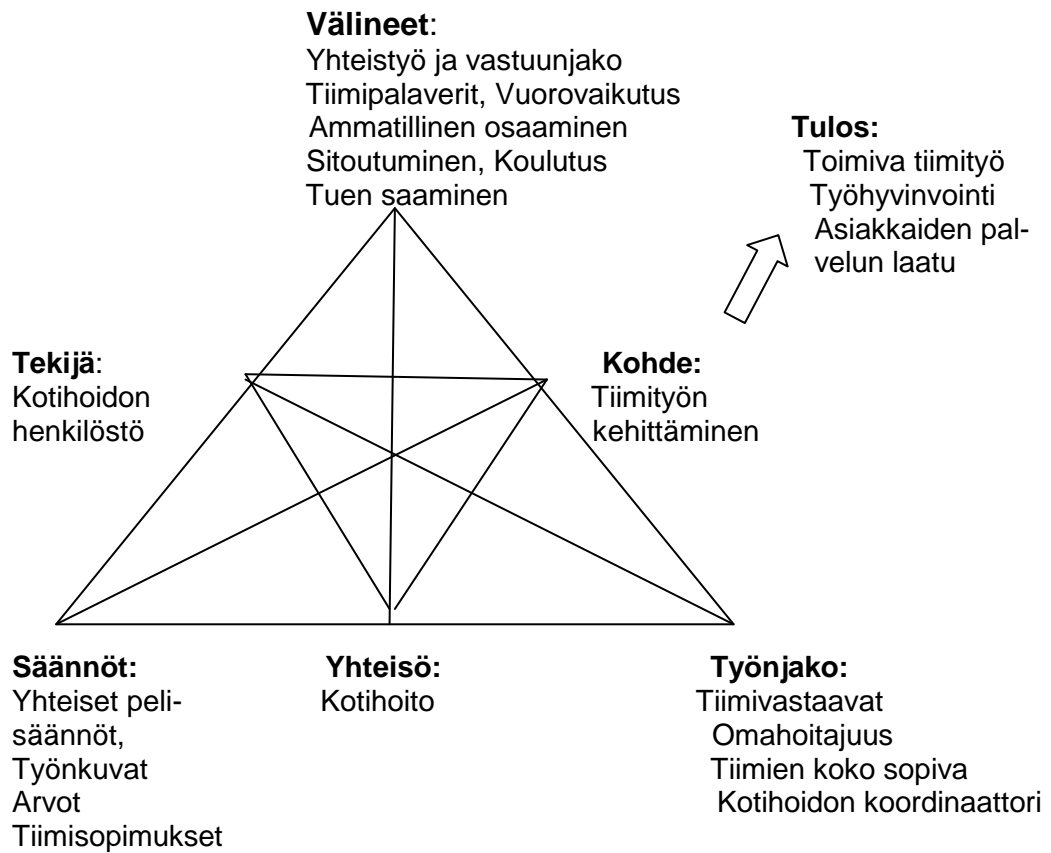 Välineet:
Yhteistyö ja vastuunjako
Tiimipalaverit, Vuorovaikutus
Ammatillinen osaaminen
Sitoutuminen, Koulutus
Tuen saaminen
Tulos:
Toimiva tiimityö
Työhyvinvointi
Asiakkaiden pal-
velun laatu
Tekijä:
Kotihoidon
henkilöstö
Kohde:
Tiimityön
kehittäminen
Säännöt:
Yhteiset peli-
säännöt,
Työnkuvat
Arvot
Tiimisopimukset
Yhteisö:
Kotihoito
Työnjako:
Tiimivastaavat
Omahoitajuus
Tiimien koko sopiva
Kotihoidon koordinaattori